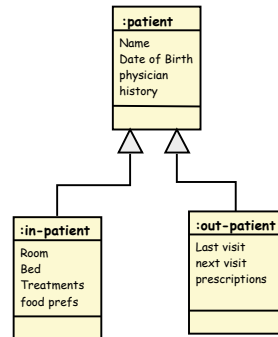 :patient
Name
Date of Birth
physician
history
:in-patient
Room
Bed
Treatments
food prefs
:out-patient
Last visit
next visit
prescriptions